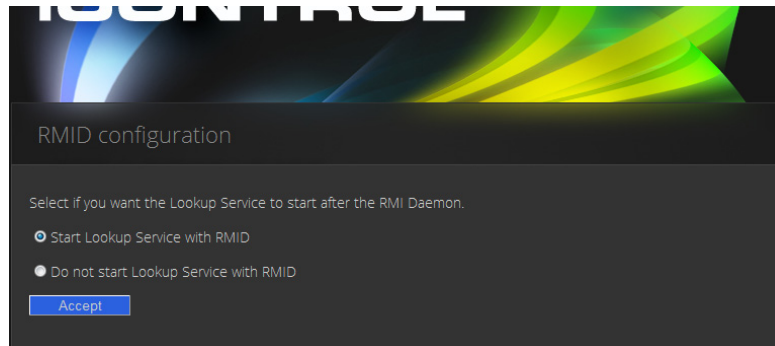 ICONTROL
RMID configuration
Select if you want the Lookup Service to start after the RMI Daemon.
Start Lookup Service with RMID
Do not start Lookup Service with RMID
Accept